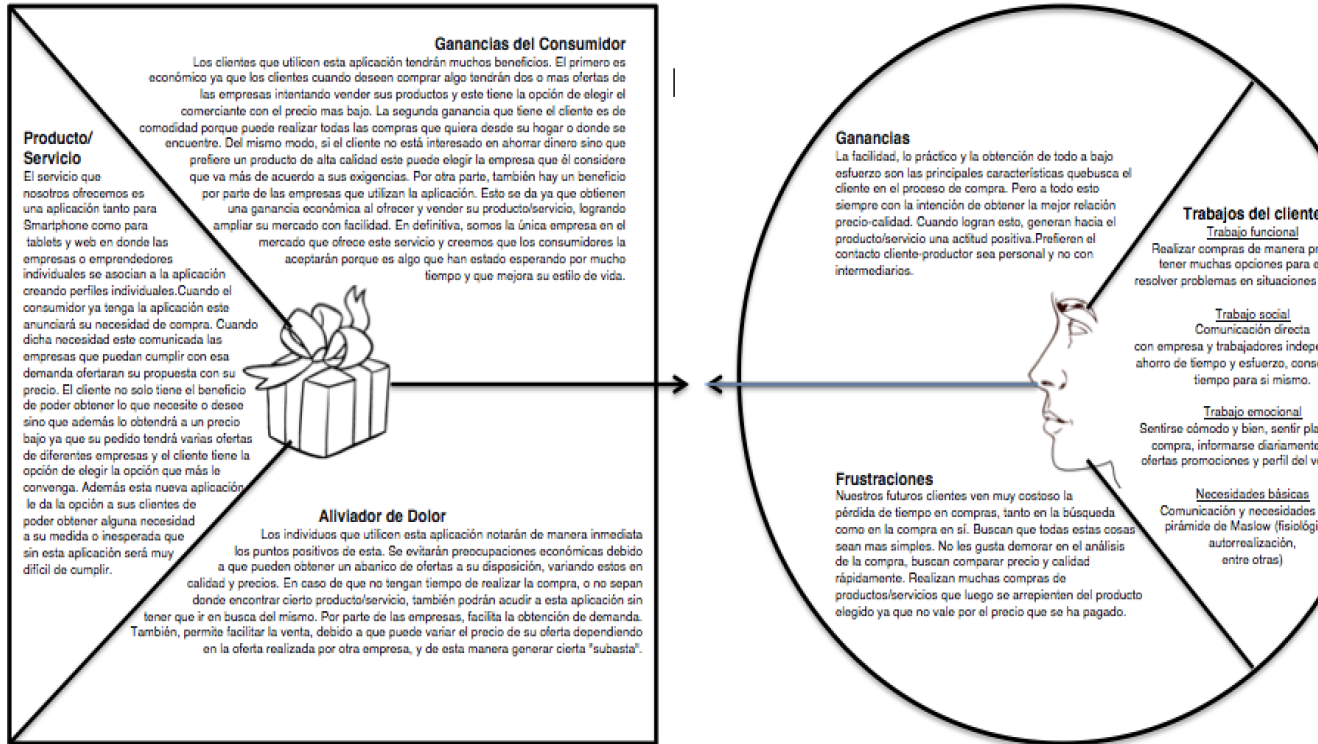 Ganancias del Consumidor
Los clientes que utilicen esta aplicación tendrán muchos beneficios. El primero es
económico ya que los clientes cuando deseen comprar algo tendrán dos o mas ofertas de
las empresas intentando vender sus productos y este tiene la opción de elegir el
comerciante con el precio mas bajo. La segunda ganancia que tiene el cliente es de
comodidad porque puede realizar todas las compras que quiera desde su hogar o donde se
encuentre. Del mismo modo, si el cliente no está interesado en ahorrar dinero sino que
prefiere un producto de alta calidad este puede elegir la empresa que él considere
que va más de acuerdo a sus exigencias. Por otra parte, también hay un beneficio
por parte de las empresas que utilizan la aplicación. Esto se da ya que obtienen
una ganancia económica al ofrecer y vender su producto/servicio, logrando
ampliar su mercado con facilidad. En definitiva, somos la única empresa en el
mercado que ofrece este servicio y creemos que los consumidores la
aceptarán porque es algo que han estado esperando por mucho
tiempo y que mejora su estilo de vida.
Producto/
Servicio
El servicio que
nosotros ofrecemos es
una aplicación tanto para
Smartphone como para
tablets y web en donde las
empresas o emprendedores
individuales se asocian a la aplicación
creando perfiles individuales.Cuando el
consumidor ya tenga la aplicación este
anunciará su necesidad de compra. Cuando
dicha necesidad este comunicada las
empresas que puedan cumplir con esa
demanda ofertaran su propuesta con su
precio. El cliente no solo tiene el beneficio
de poder obtener lo que necesite o desee
sino que además lo obtendrá a un precio
bajo ya que su pedido tendrá varias ofertas
de diferentes empresas y el cliente tiene la
opción de elegir la opción que más le
convenga. Además esta nueva aplicación
le da la opción a sus clientes de
poder obtener alguna necesidad
a su medida o inesperada que
sin esta aplicación será muy
difícil de cumplir.
Aliviador de Dolor
Los individuos que utilicen esta aplicación notarán de manera inmediata
los puntos positivos de esta. Se evitarán preocupaciones económicas debido
a que pueden obtener un abanico de ofertas a su disposición, variando estos en
calidad y precios. En caso de que no tengan tiempo de realizar la compra, o no sepan
donde encontrar cierto producto/servicio, también podrán acudir a esta aplicación sin
tener que ir en busca del mismo. Por parte de las empresas, facilita la obtención de demanda.
También, permite facilitar la venta, debido a que puede variar el precio de su oferta dependiendo
en la oferta realizada por otra empresa, y de esta manera generar cierta "subasta".
Ganancias
La facilidad, lo práctico y la obtención de todo a bajo
esfuerzo son las principales características quebusca el
cliente en el proceso de compra. Pero a todo esto
siempre con la intención de obtener la mejor relación
precio-calidad. Cuando logran esto, generan hacia el
producto/servicio una actitud positiva.Prefieren el
contacto cliente-productor sea personal y no con
intermediarios.
Frustraciones
Nuestros futuros clientes ven muy costoso la
pérdida de tiempo en compras, tanto en la búsqueda
como en la compra en sí. Buscan que todas estas cosas
sean mas simples. No les gusta demorar en el análisis
de la compra, buscan comparar precio y calidad
rápidamente. Realizan muchas compras de
productos/servicios que luego se arrepienten del producto
elegido ya que no vale por el precio que se ha pagado.
Trabajos del cliente
Trabajo funcional
Realizar compras de manera
tener muchas opciones para
resolver problemas en situaciones
Trabajo social
Comunicación directa
con empresa y trabajadores
ahorro de tiempo y esfuerzo,
tiempo para si mismo.
Trabajo emocional
Sentirse cómodo y bien, sentir
compra, informarse diariamente
ofertas promociones y perfil del
Necesidades básicas
Comunicación y necesidades
pirámide de Maslow
autorrealización,
entre otras)